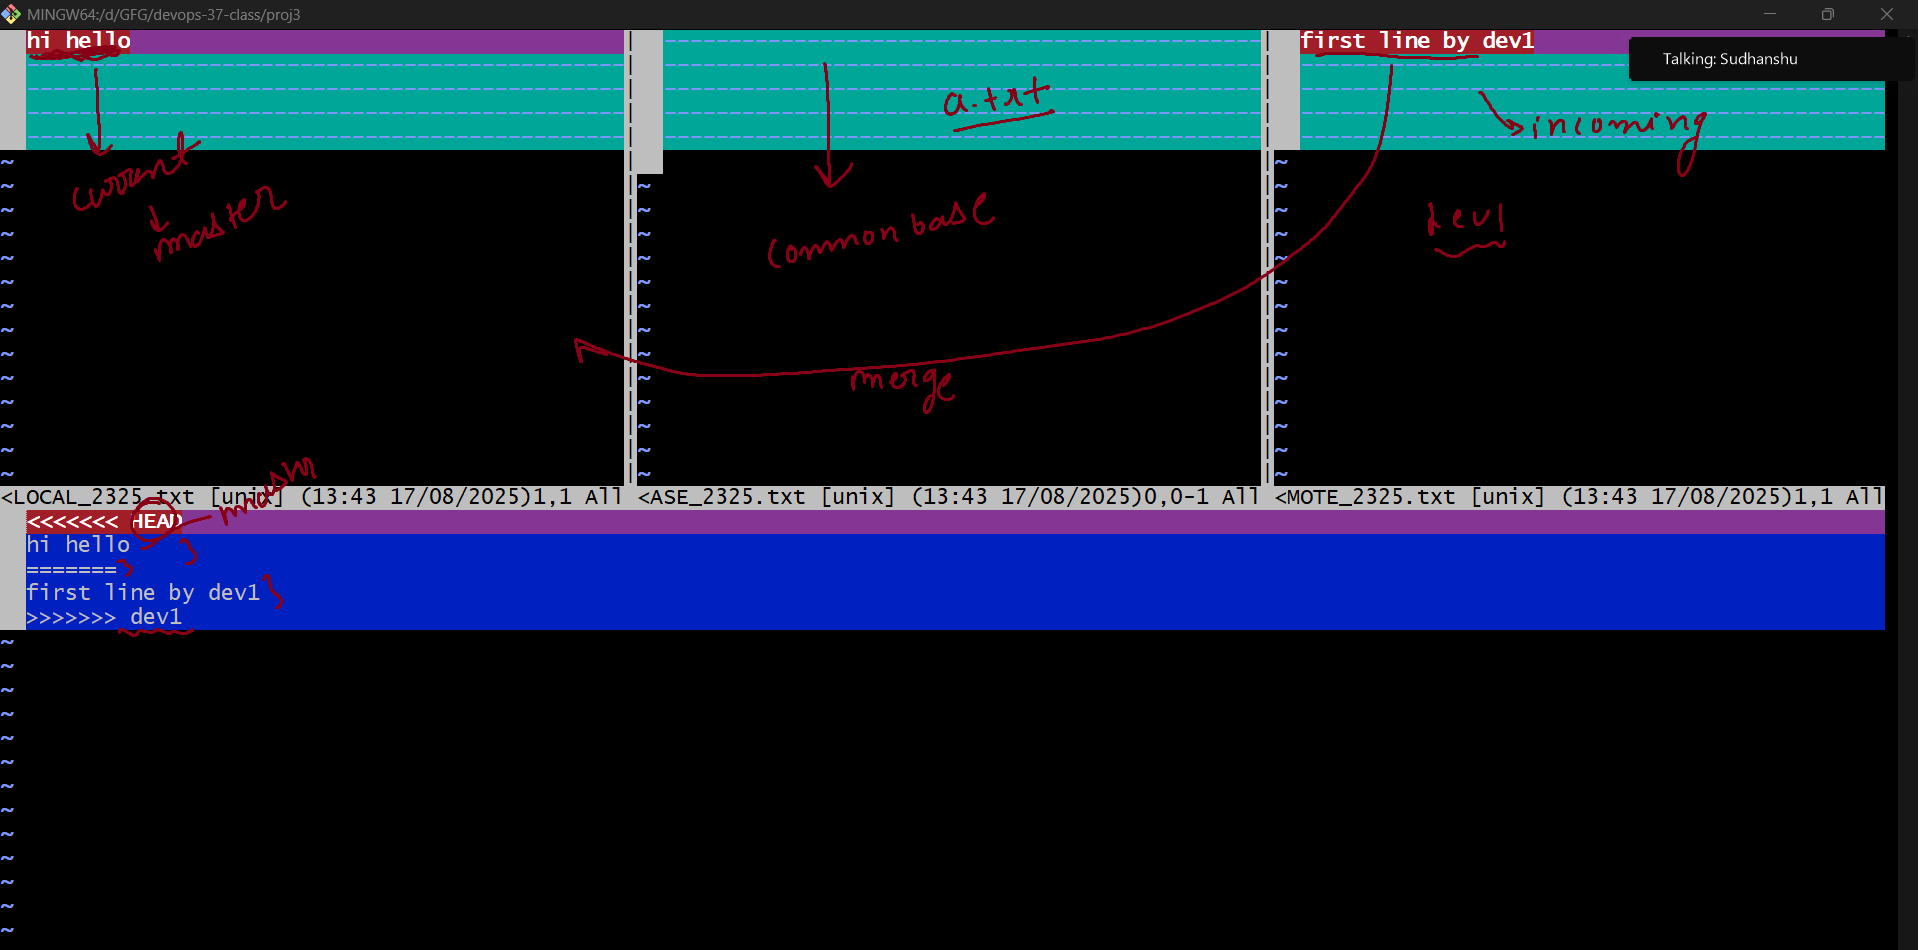 MINGW64:/d/GFG/devops-37-class/proj3
hi hello
first line by dev1
Talking: Sudhanshu
a.txt
incoming
current
master
common base
dev1
merge
<LOCAL_2325.txt [unix] (13:43 17/08/2025)1,1 All
<ASE_2325.txt [unix] (13:43 17/08/2025)0,0-1 All
<MOTE_2325.txt [unix] (13:43 17/08/2025)1,1 All
<<<<<<< HEAD
hi hello
=======
first line by dev1
>>>>>>> dev1